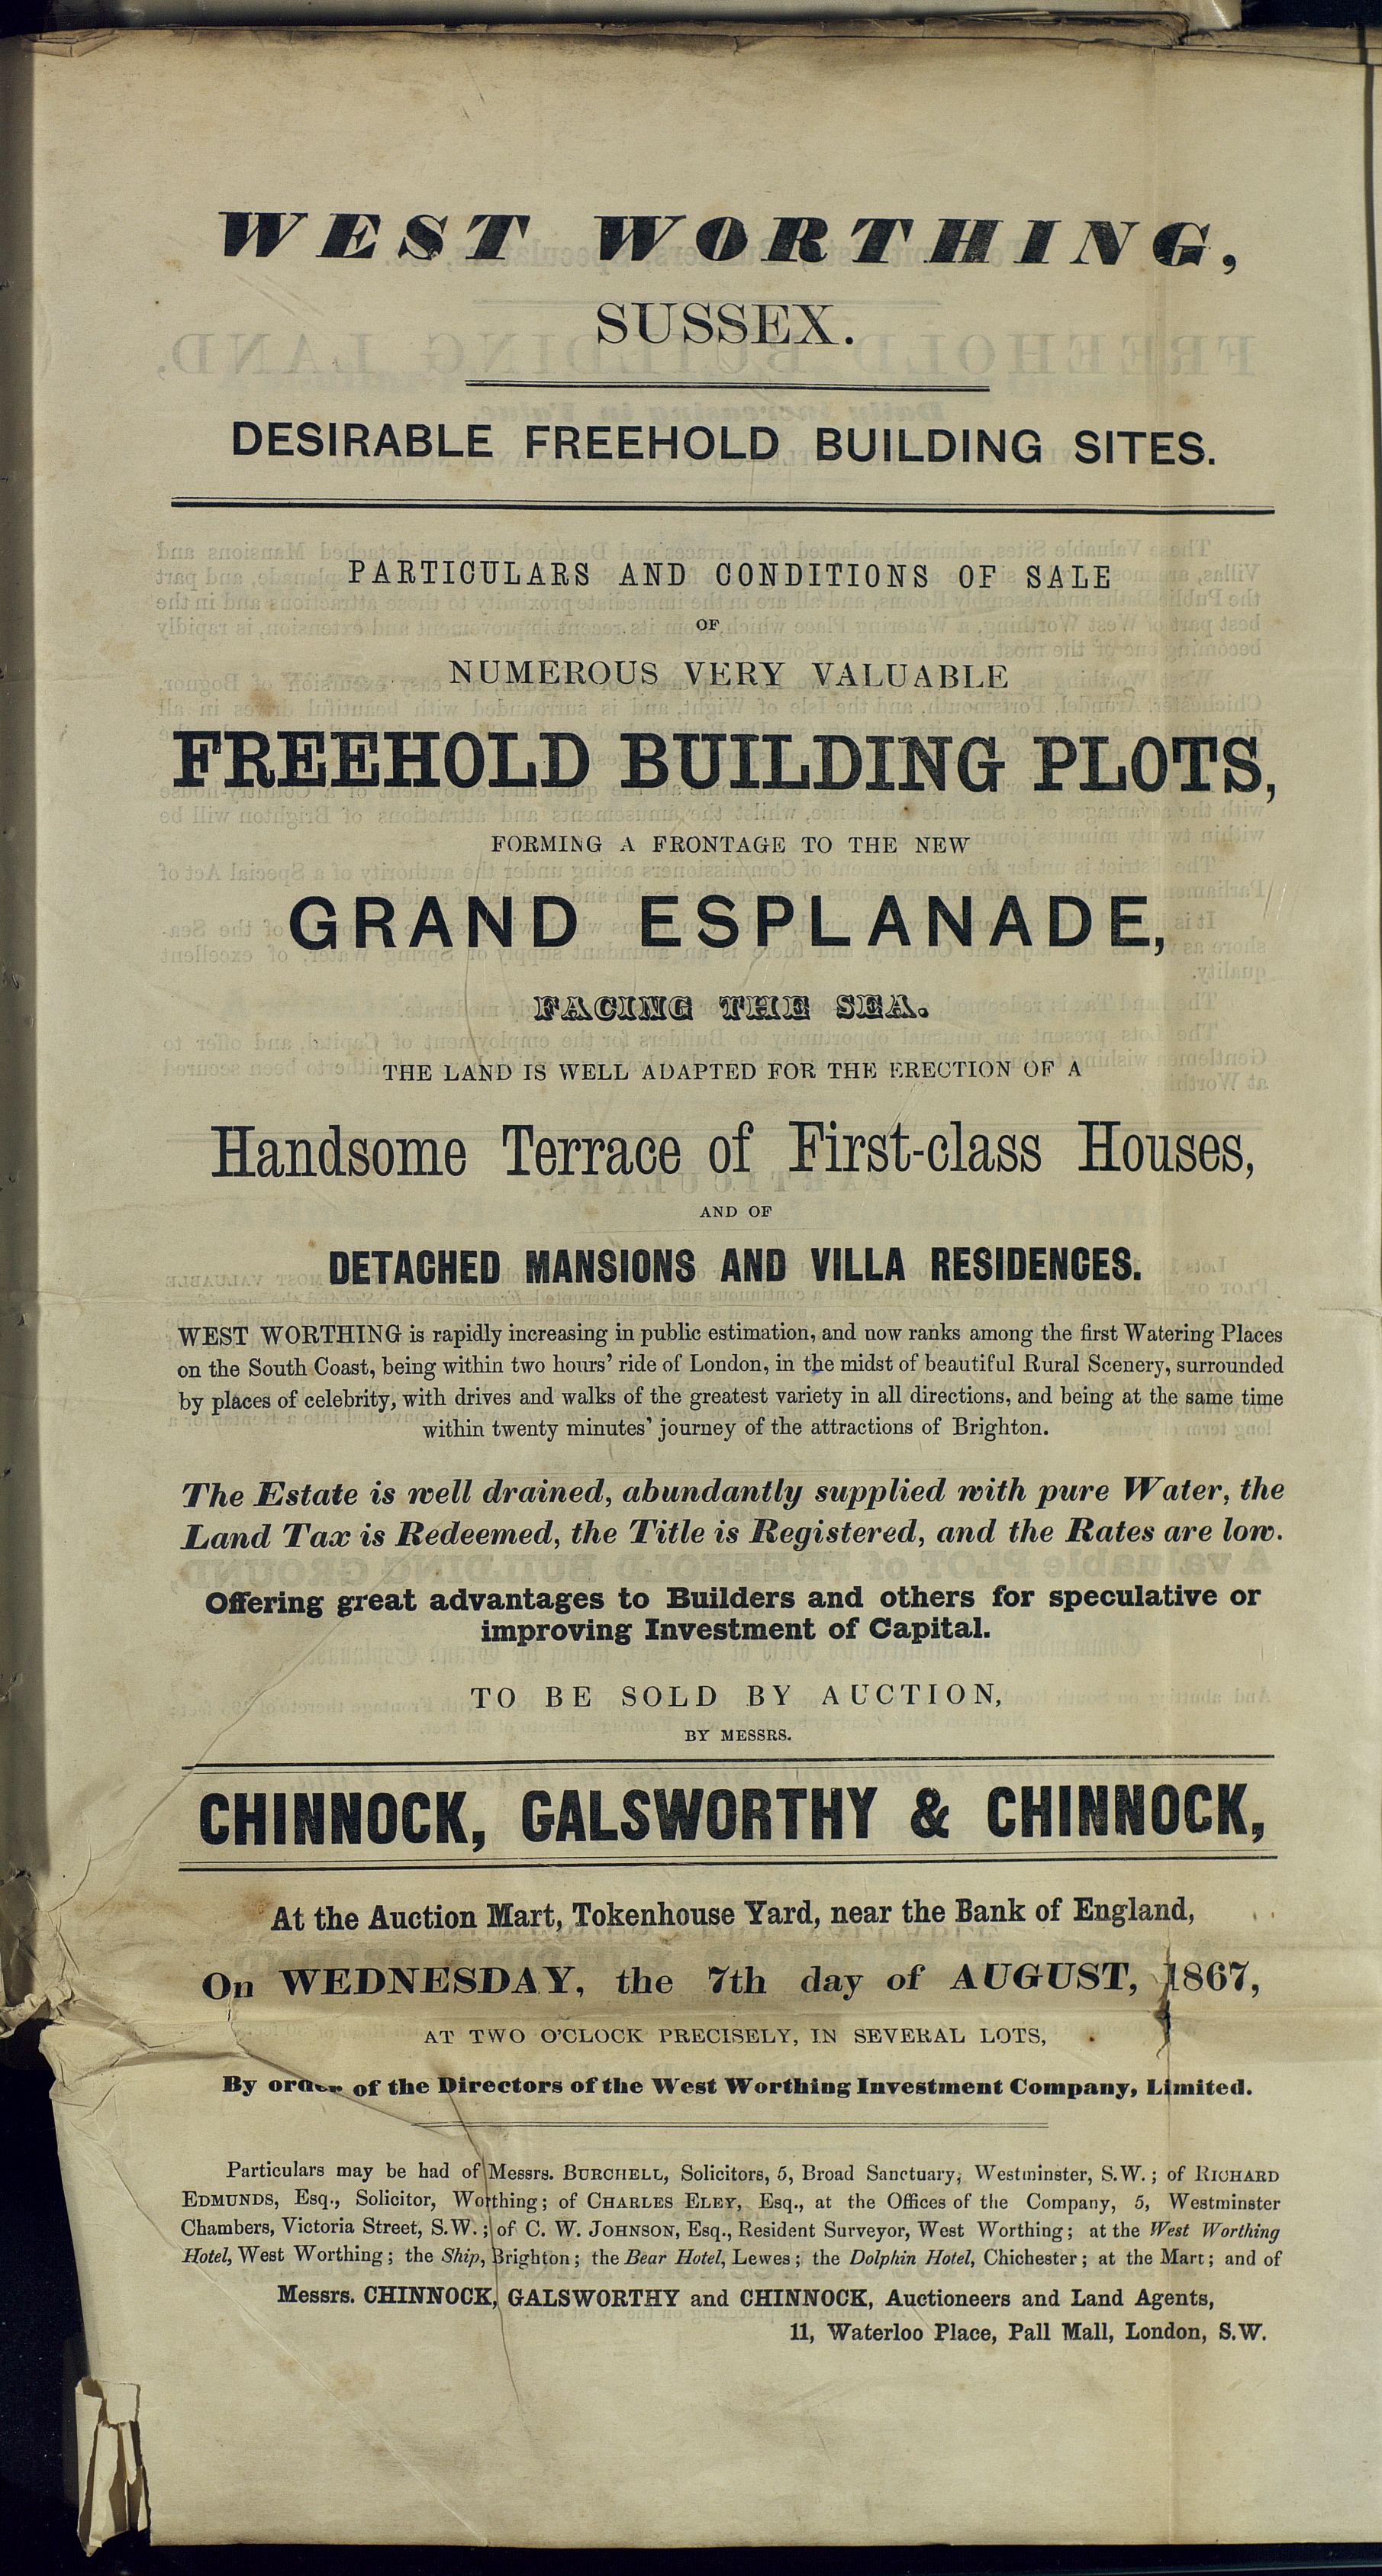 WEST WORTHING,
SUSSEX.
DESIRABLE FREEHOLD BUILDING SITES.
PARTICULARS AND CONDITIONS OF SALE
OF
NUMEROUS VERY VALUABLE
FREEHOLD BUILDING PLOTS,
FORMING A FRONTAGE TO THE NEW
GRAND ESPLANADE,
FACING THE SEA.
THE LAND IS WELL ADAPTED FOR THE ERECTION OF A
Handsome Terrace of First-class Houses,
AND OF
DETACHED MANSIONS AND VILLA RESIDENCES.
WEST WORTHING is rapidly increasing in public estimation, and now ranks among the first Watering Places
on the South Coast, being within two hours' ride of London, in the midst of beautiful Rural Scenery, surrounded
by places of celebrity, with drives and walks of the greatest variety in all directions, and being at the same time
within twenty minutes' journey of the attractions of Brighton.
The Estate is well drained, abundantly supplied with pure Water, the
Land Tax is Redeemed, the Title is Registered, and the Rates are low.
Offering great advantages to Builders and others for speculative or
improving Investment of Capital.
TO BE SOLD BY AUCTION,
BY MESSRS.
CHINNOCK, GALSWORTHY & CHINNOCK,
At the Auction Mart, Tokenhouse Yard, near the Bank of England,
On WEDNESDAY, the 7th day of AUGUST, 1867,
AT TWO O'CLOCK PRECISELY, IN SEVERAL LOTS,
By order of the Directors of the West Worthing Investment Company, Limited.
Particulars may be had of Messrs. BURCHELL, Solicitors, 5, Broad Sanctuary, Westminster, S.W.; of RICHARD
EDMUNDS, Esq., Solicitor, Worthing; of CHARLES ELEY, Esq., at the Offices of the Company, 5, Westminster
Chambers, Victoria Street, S.W.; of C. W. JOHNSON, Esq., Resident Surveyor, West Worthing; at the West Worthing
Hotel, West Worthing; the Ship, Brighton; the Bear Hotel, Lewes; the Dolphin Hotel, Chichester; at the Mart; and of
Messrs. CHINNOCK, GALSWORTHY and CHINNOCK, Auctioneers and Land Agents,
11, Waterloo Place, Pall Mall, London, S.W.